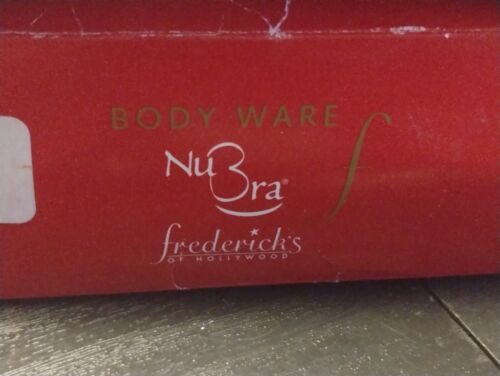 BODY WARE
f
NuBra®
frederick's
OF HOLLYWOOD